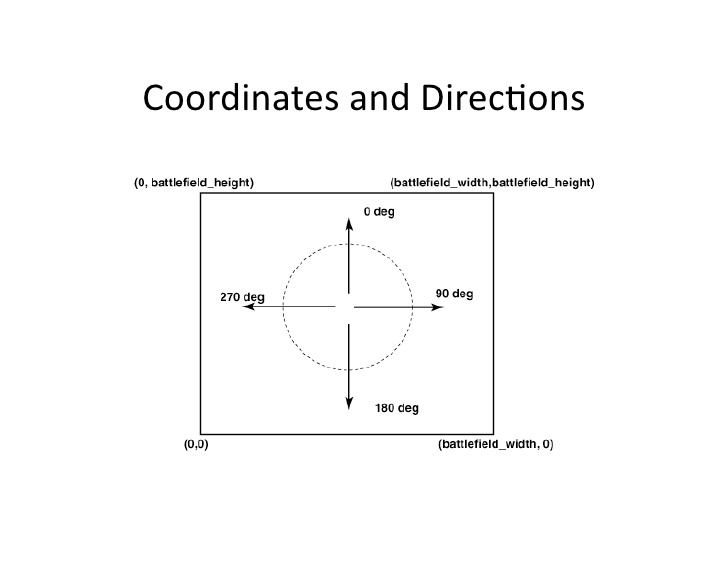 Coordinates and Directions
(0, battlefield_height)
(battlefield_width,battlefield_height)
0 deg
270 deg
90 deg
180 deg
(0,0)
(battlefield_width, 0)